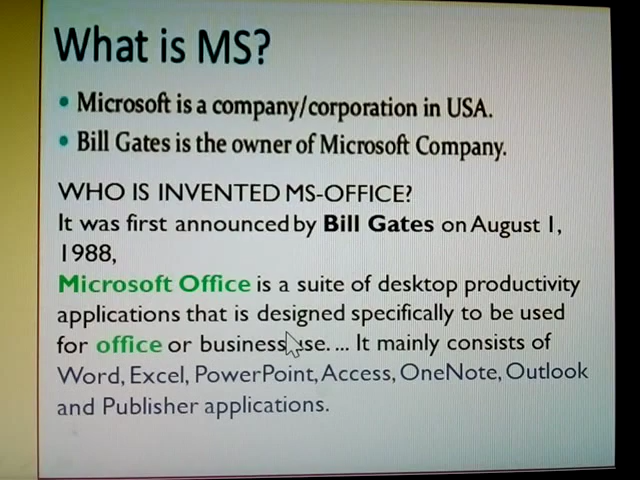 What is MS?
• Microsoft is a company/corporation in USA.
• Bill Gates is the owner of Microsoft Company.
WHO IS INVENTED MS-OFFICE?
It was first announced by Bill Gates on August 1,
1988,
Microsoft Office is a suite of desktop productivity
applications that is designed specifically to be used
for office or business use. ... It mainly consists of
Word, Excel, PowerPoint, Access, OneNote, Outlook
and Publisher applications.